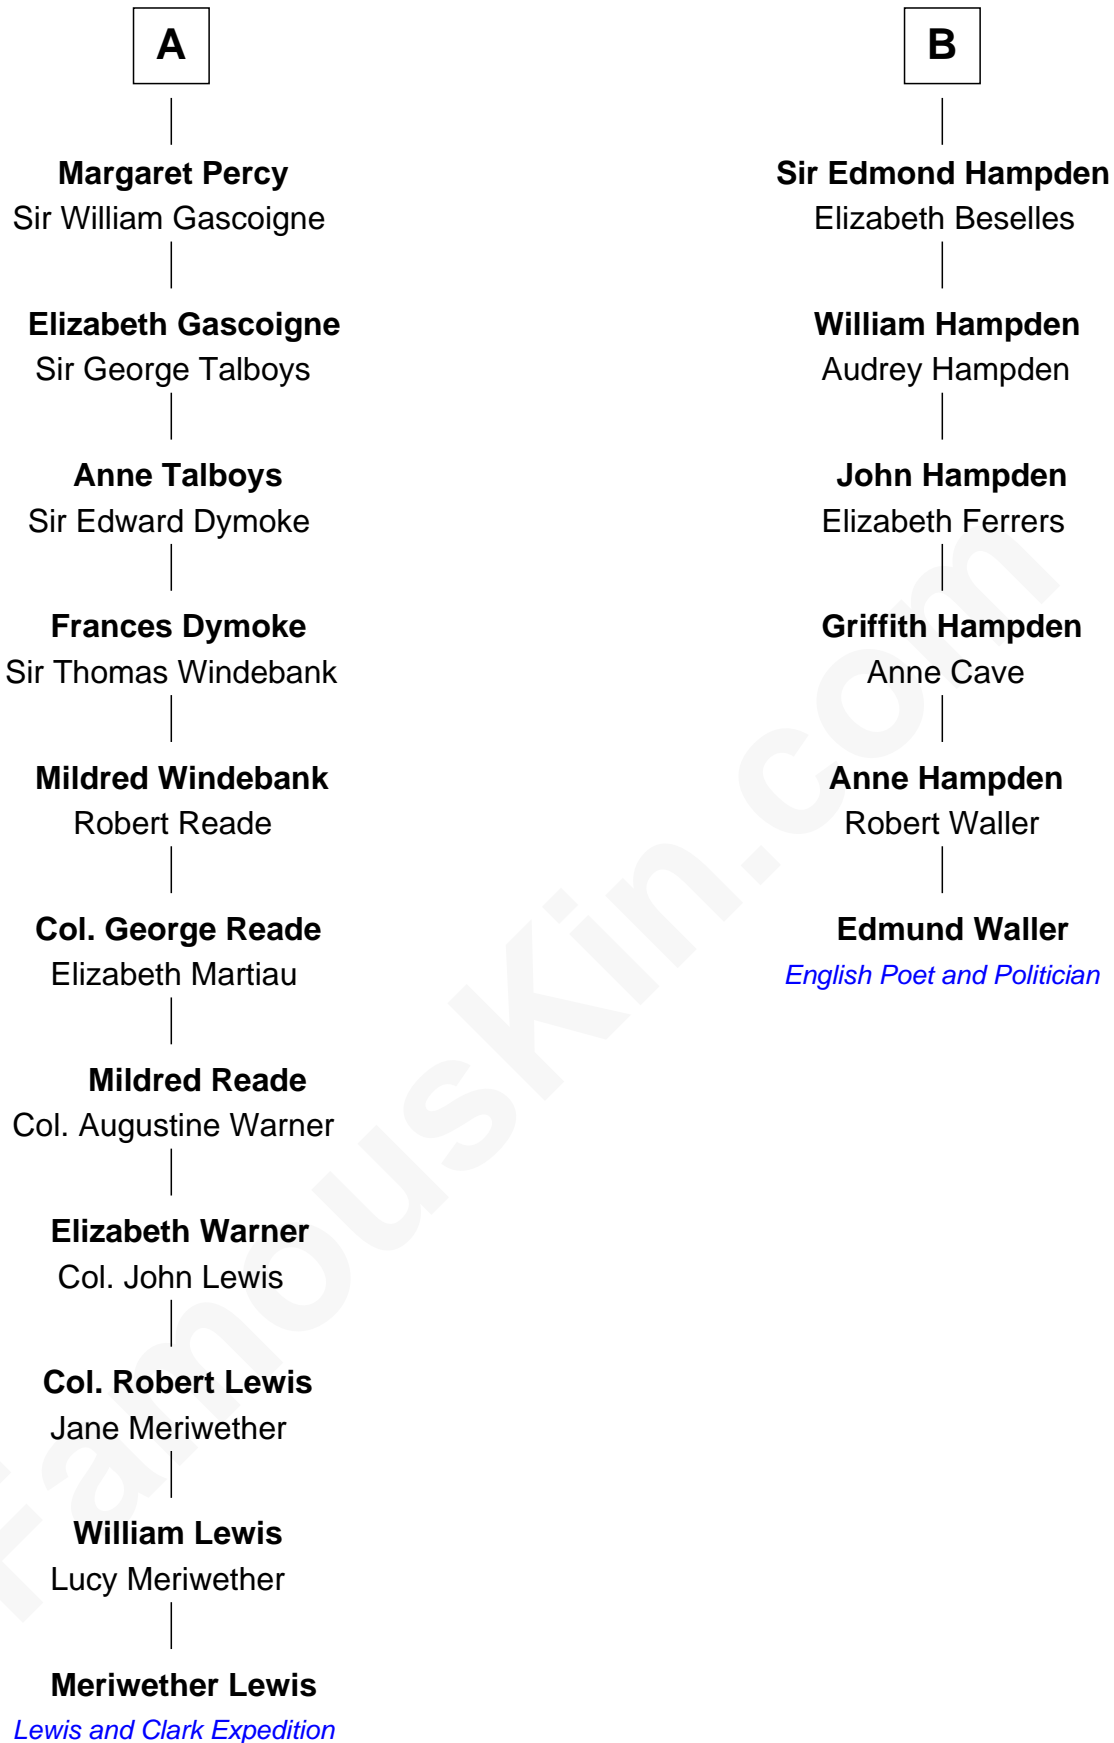 A
Margaret Percy
Sir William Gascoigne
Elizabeth Gascoigne
Sir George Talboys
Anne Talboys
Sir Edward Dymoke
Frances Dymoke
Sir Thomas Windebank
Mildred Windebank
Robert Reade
Col. George Reade
Elizabeth Martiau
Mildred Reade
Col. Augustine Warner
Elizabeth Warner
Col. John Lewis
Col. Robert Lewis
Jane Meriwether
William Lewis
Lucy Meriwether
Meriwether Lewis
Lewis and Clark Expedition
B
Sir Edmond Hampden
Elizabeth Beselles
William Hampden
Audrey Hampden
John Hampden
Elizabeth Ferrers
Griffith Hampden
Anne Cave
Anne Hampden
Robert Waller
Edmund Waller
English Poet and Politician
FamousKin.com